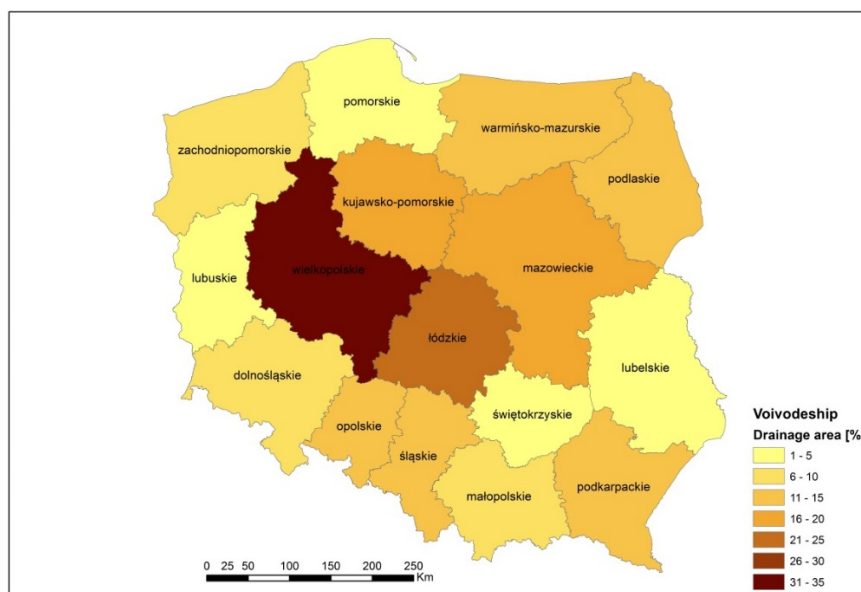 pomorskie
warmińsko-mazurskie
zachodniopomorskie
podlaskie
kujawsko-pomorskie
wielkopolskie
mazowieckie
lubuskie
łódzkie
lubelskie
dolnośląskie
świętokrzyskie
opolskie
śląskie
małopolskie
podkarpackie
Voivodeship
Drainage area [%
1 - 5
6 - 10
11 - 15
16 - 20
21 - 25
26 - 30
31 - 35
0 25 50 100 150 200 250
Km